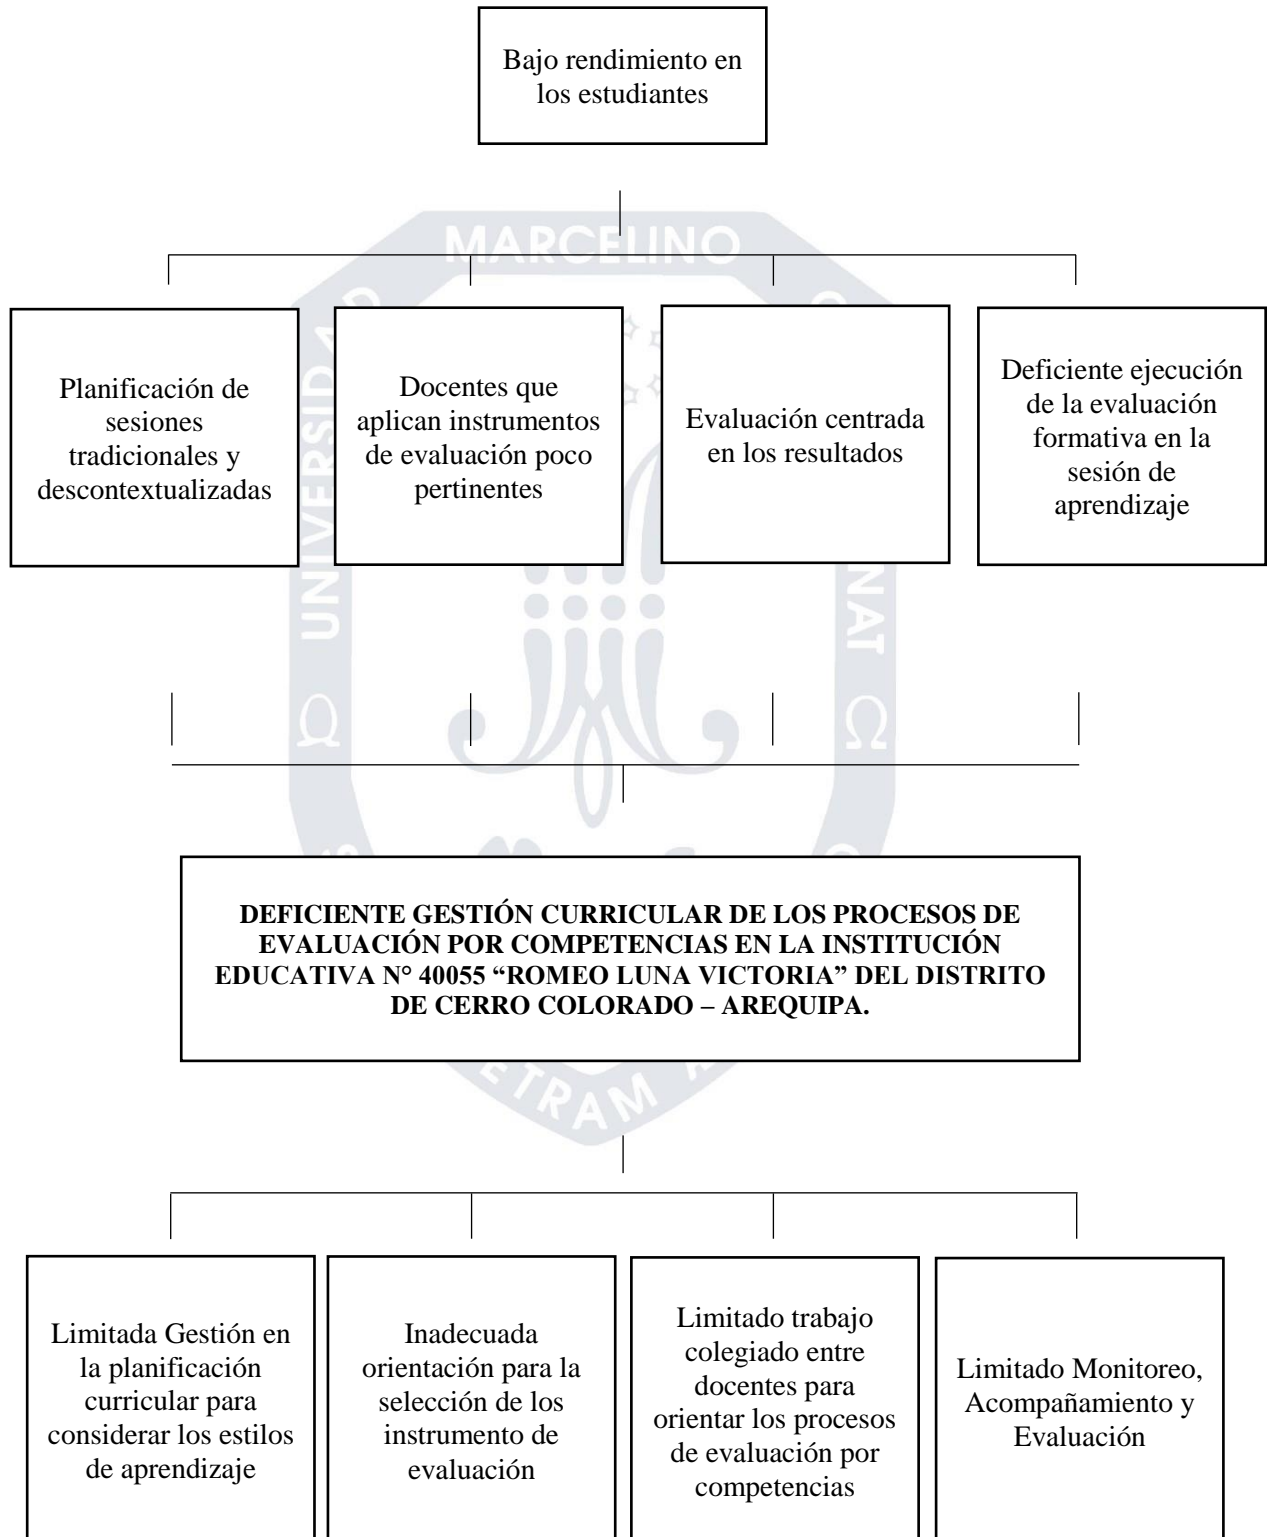 Bajo rendimiento en
los estudiantes
MARCELINO
UNIVERSIDAD
Planificación de
sesiones
tradicionales y
descontextualizadas
Docentes que
aplican instrumentos
de evaluación poco
pertinentes
Evaluación centrada
en los resultados
Deficiente ejecución
de la evaluación
formativa en la
sesión de
aprendizaje
NAT
Ω
Ω
DEFICIENTE GESTIÓN CURRICULAR DE LOS PROCESOS DE
EVALUACIÓN POR COMPETENCIAS EN LA INSTITUCIÓN
EDUCATIVA N° 40055 “ROMEO LUNA VICTORIA” DEL DISTRITO
DE CERRO COLORADO – AREQUIPA.
ETRAM
Limitada Gestión en
la planificación
curricular para
considerar los estilos
de aprendizaje
Inadecuada
orientación para la
selección de los
instrumento de
evaluación
Limitado trabajo
colegiado entre
docentes para
orientar los procesos
de evaluación por
competencias
Limitado Monitoreo,
Acompañamiento y
Evaluación